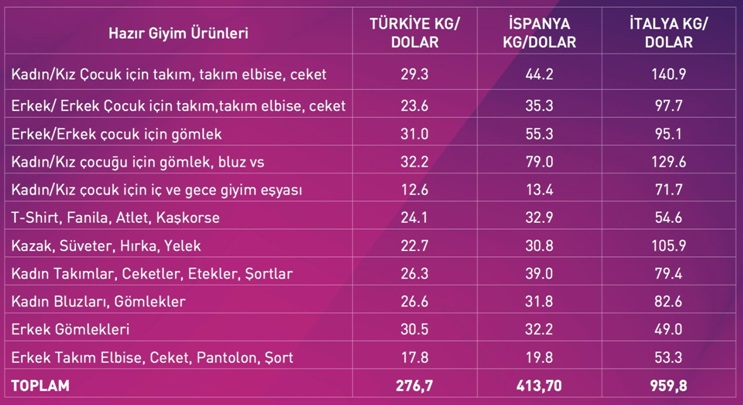 Hazır Giyim Ürünleri TÜRKİYE KG/ DOLAR İSPANYA KG/DOLAR İTALYA KG/ DOLAR
Kadın/Kız Çocuk için takım, takım elbise, ceket 29.3 44.2 140.9
Erkek/ Erkek Çocuk için takım,takım elbise, ceket 23.6 35.3 97.7
Erkek/Erkek çocuk için gömlek 31.0 55.3 95.1
Kadın/Kız çocuğu için gömlek, bluz vs 32.2 79.0 129.6
Kadın/Kız çocuk için iç ve gece giyim eşyası 12.6 13.4 71.7
T-Shirt, Fanila, Atlet, Kaşkorse 24.1 32.9 54.6
Kazak, Süveter, Hırka, Yelek 22.7 30.8 105.9
Kadın Takımlar, Ceketler, Etekler, Şortlar 26.3 39.0 79.4
Kadın Bluzları, Gömlekler 26.6 31.8 82.6
Erkek Gömlekleri 30.5 32.2 49.0
Erkek Takım Elbise, Ceket, Pantolon, Şort 17.8 19.8 53.3
TOPLAM 276,7 413,70 959,8